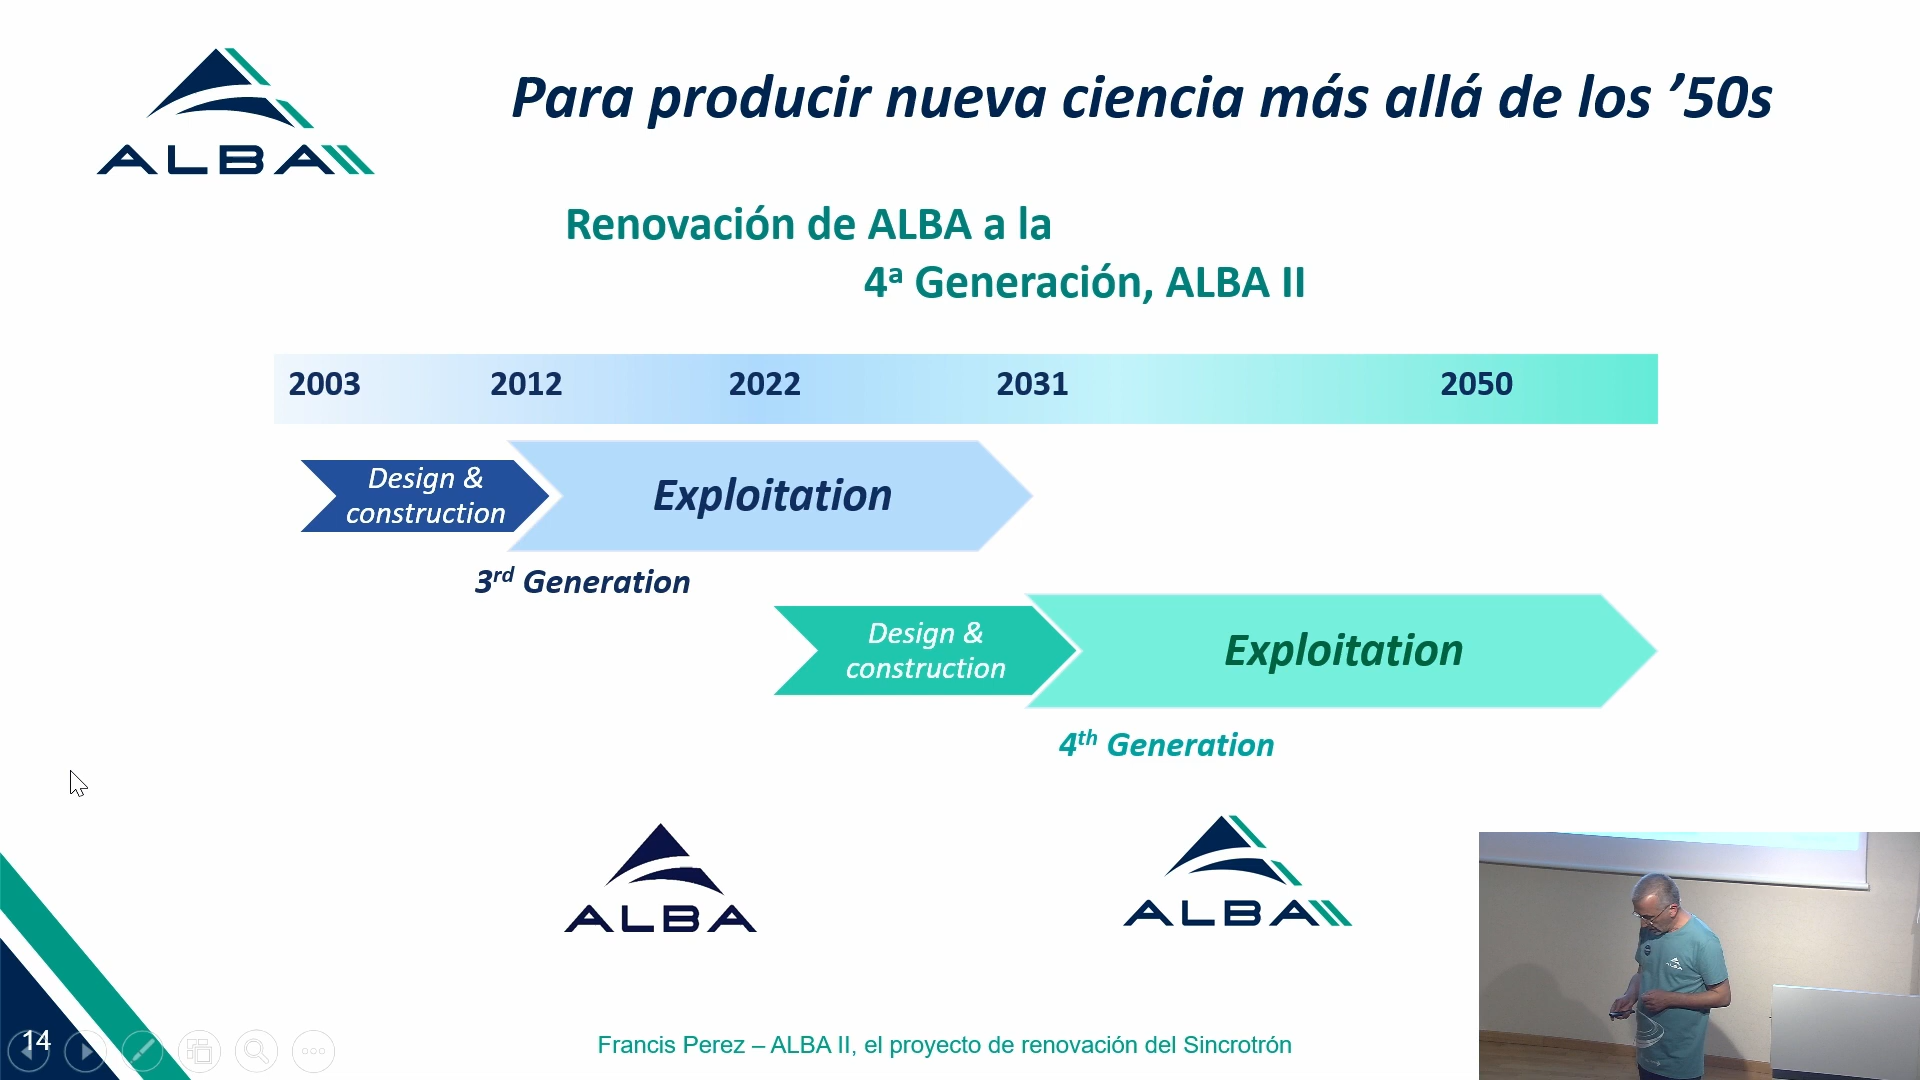 ALBA
Para producir nueva ciencia más allá de los ’50s
Renovación de ALBA a la
4ª Generación, ALBA II
2003 2012 2022 2031 2050
Design &
construction
Exploitation
3rd Generation
Design &
construction
Exploitation
4th Generation
ALBA
ALBA
ALBA
14
Francis Perez – ALBA II, el proyecto de renovación del Sincrotrón